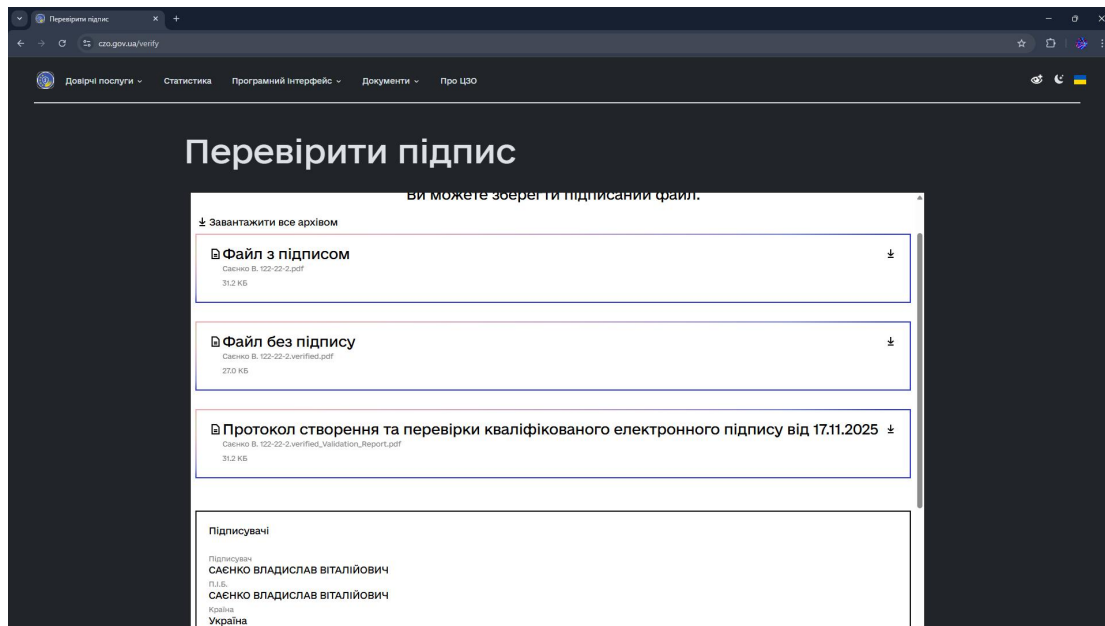 Перевірити підпис
czo.gov.ua/verify
Довірчі послуги
Статистика
Програмний інтерфейс
Документи
Про ЦЗО
Перевірити підпис
Ви можете зберегти підписаний файл.
Завантажити все архівом
Файл з підписом
Саєнко В. 122-22-2.pdf
31.2 КБ
Файл без підпису
Саєнко В. 122-22-2.verified.pdf
27.0 КБ
Протокол створення та перевірки кваліфікованого електронного підпису від 17.11.2025
Саєнко В. 122-22-2.verified_Validation_Report.pdf
31.2 КБ
Підписувачі
Підписувач
САЄНКО ВЛАДИСЛАВ ВІТАЛІЙОВИЧ
П.І.Б.
САЄНКО ВЛАДИСЛАВ ВІТАЛІЙОВИЧ
Країна
Україна